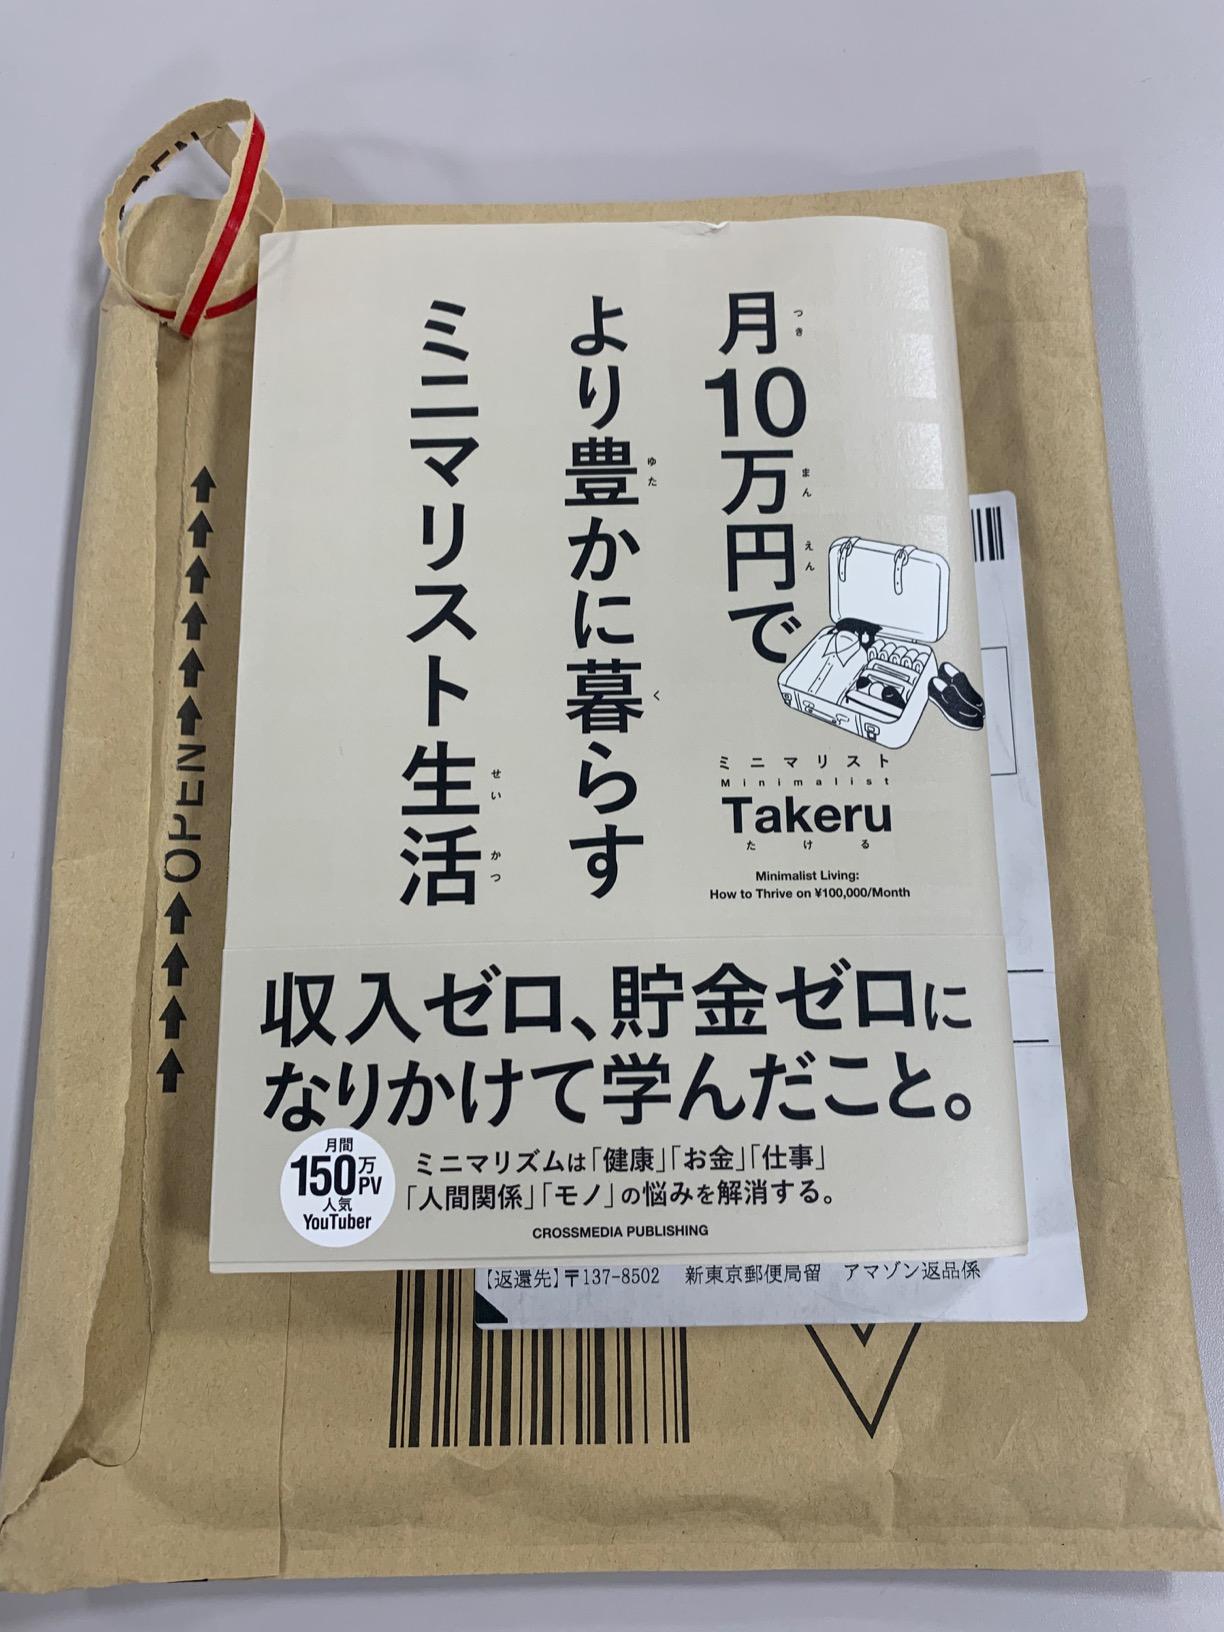 月10万円で
つき
まん
えん
より豊かに暮らす
ゆた
く
ミニマリスト生活
せい
かつ
ミニマリスト
Minimalist
Takeru
たける
Minimalist Living:
How to Thrive on ¥100,000/Month
収入ゼロ、貯金ゼロに
なりかけて学んだこと。
月間
150万
PV
人気
YouTuber
ミニマリズムは「健康」「お金」「仕事」
「人間関係」「モノ」の悩みを解消する。
CROSSMEDIA PUBLISHING
【返還先】〒137-8502 新東京郵便局留 アマゾン返品係
OPEN